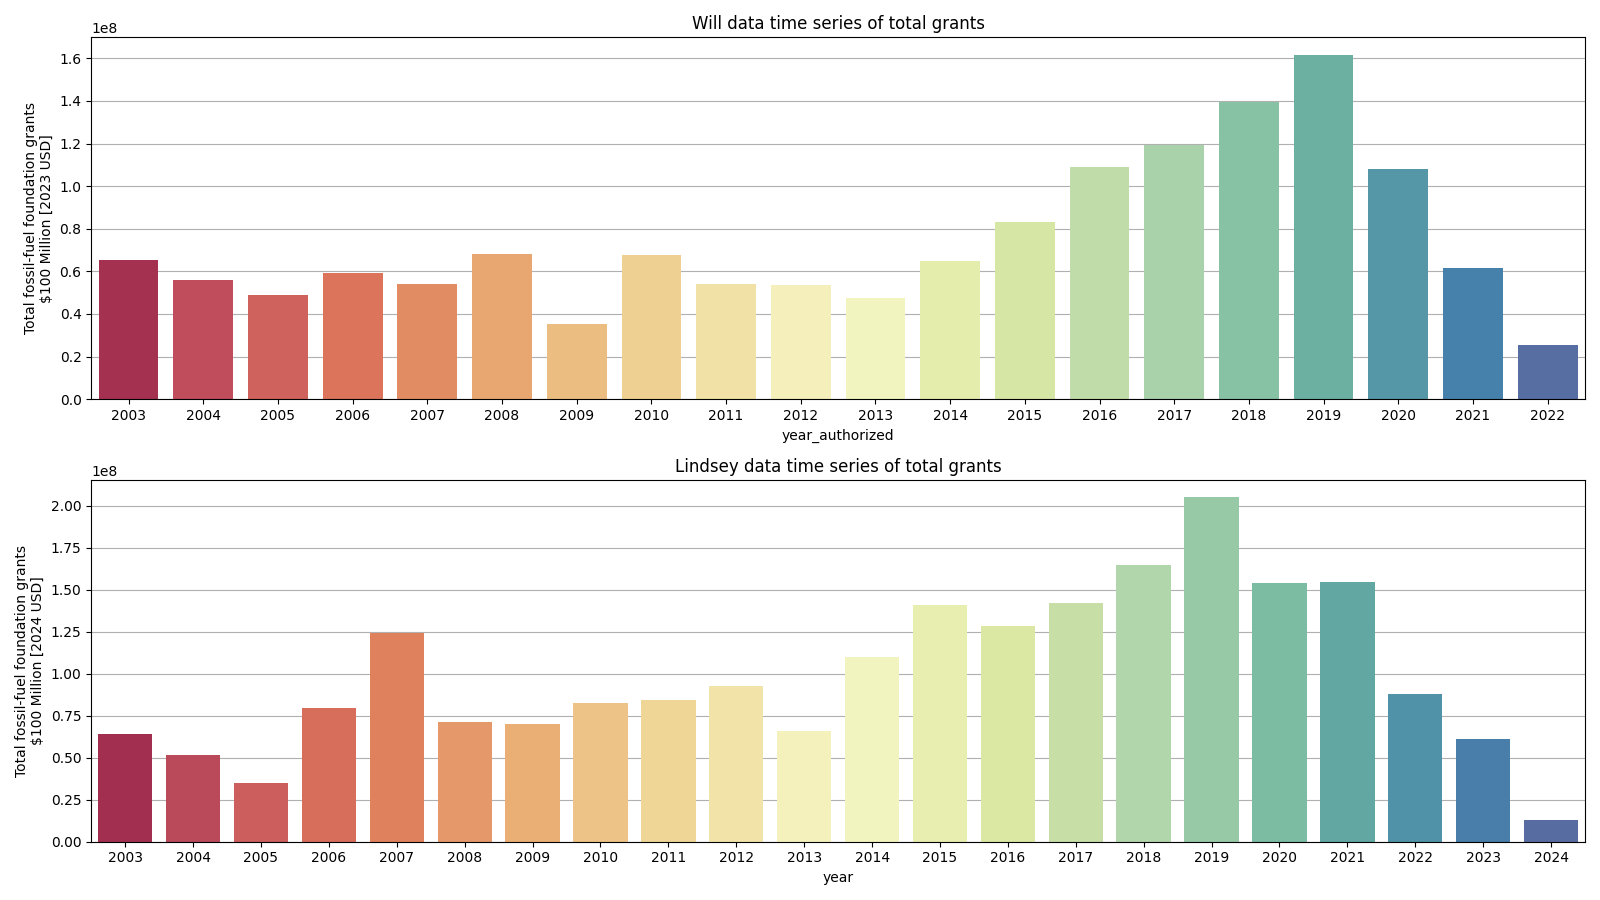 Will data time series of total grants
1e8
Total fossil-fuel foundation grants
$100 Million [2023 USD]
1.6
1.4
1.2
1.0
0.8
0.6
0.4
0.2
0.0
2003 2004 2005 2006 2007 2008 2009 2010 2011 2012 2013 2014 2015 2016 2017 2018 2019 2020 2021 2022
year_authorized
Lindsey data time series of total grants
1e8
Total fossil-fuel foundation grants
$100 Million [2024 USD]
2.00
1.75
1.50
1.25
1.00
0.75
0.50
0.25
0.00
2003 2004 2005 2006 2007 2008 2009 2010 2011 2012 2013 2014 2015 2016 2017 2018 2019 2020 2021 2022 2023 2024
year